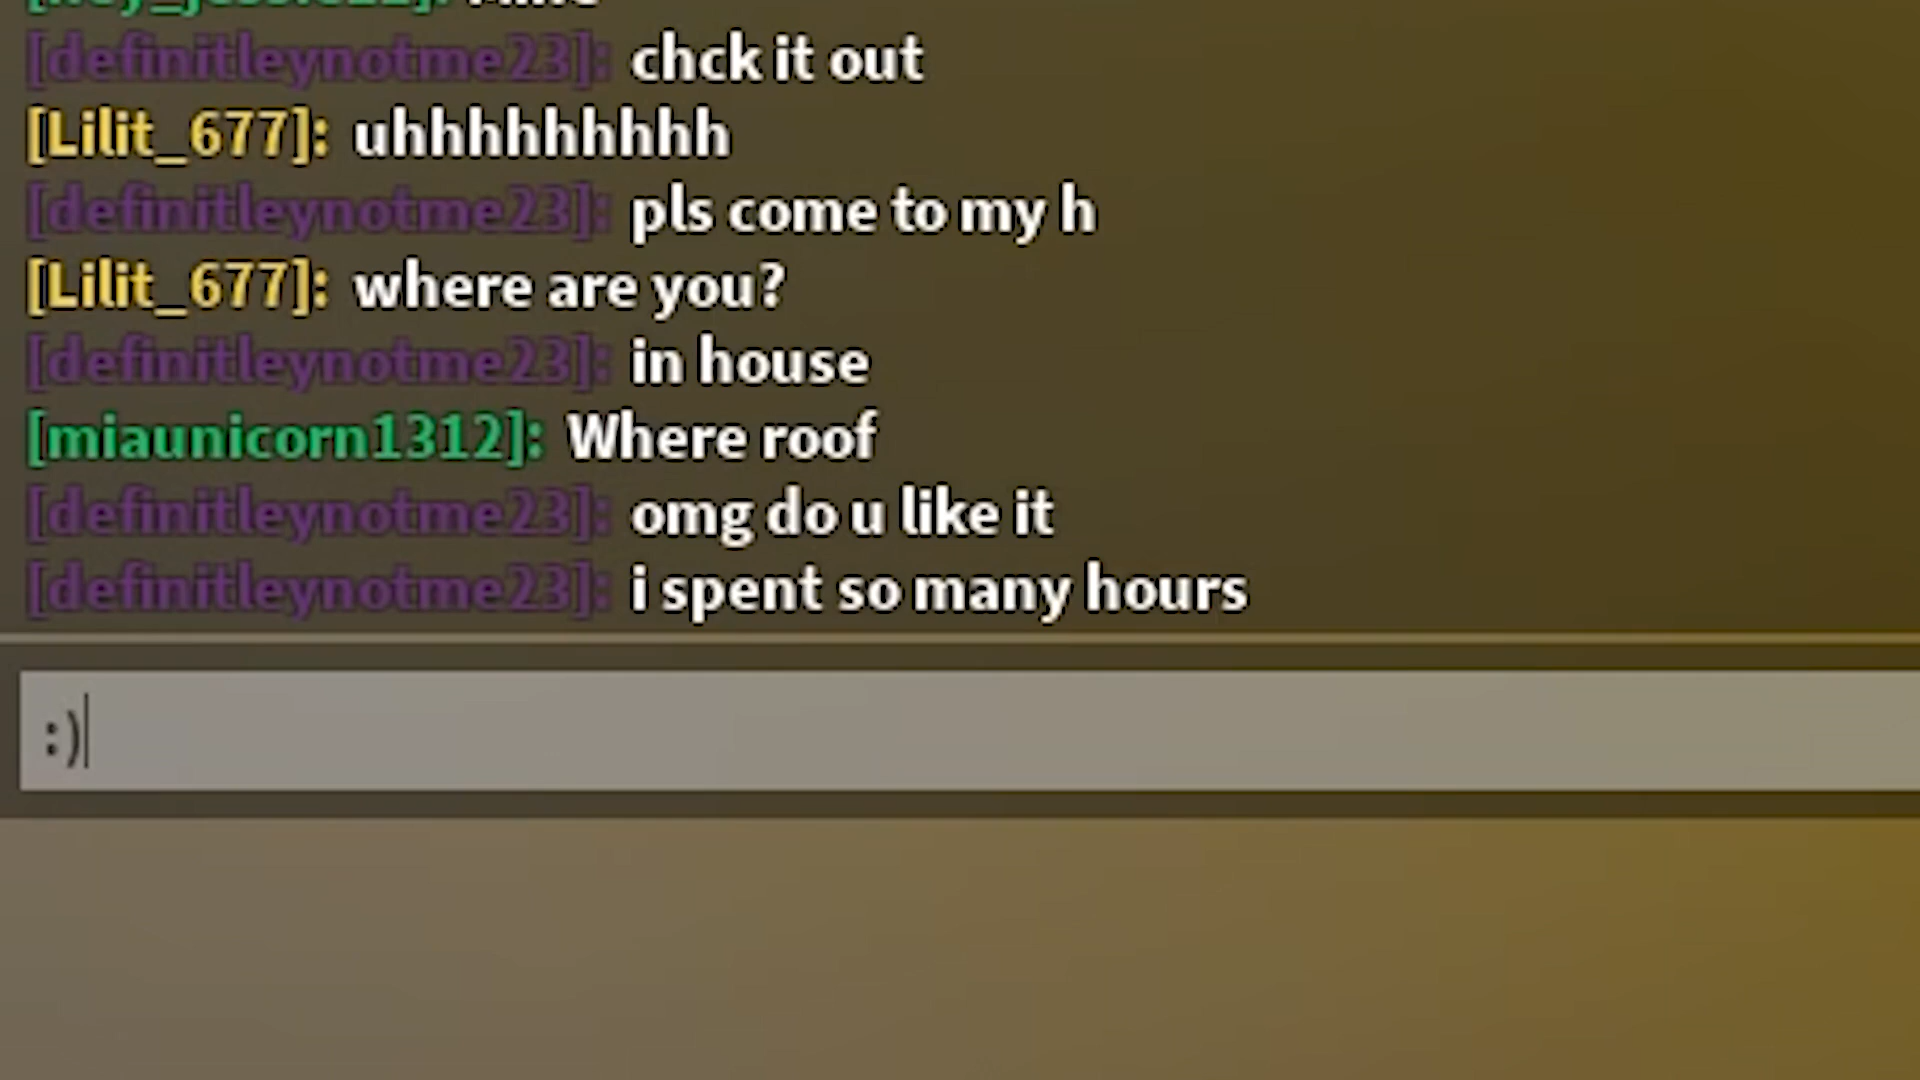 [definitleynotme23]: chck it out
[Lilit_677]: uhhhhhhhhhh
[definitleynotme23]: pls come to my h
[Lilit_677]: where are you?
[definitleynotme23]: in house
[miaunicorn1312]: Where roof
[definitleynotme23]: omg do u like it
[definitleynotme23]: i spent so many hours
:)